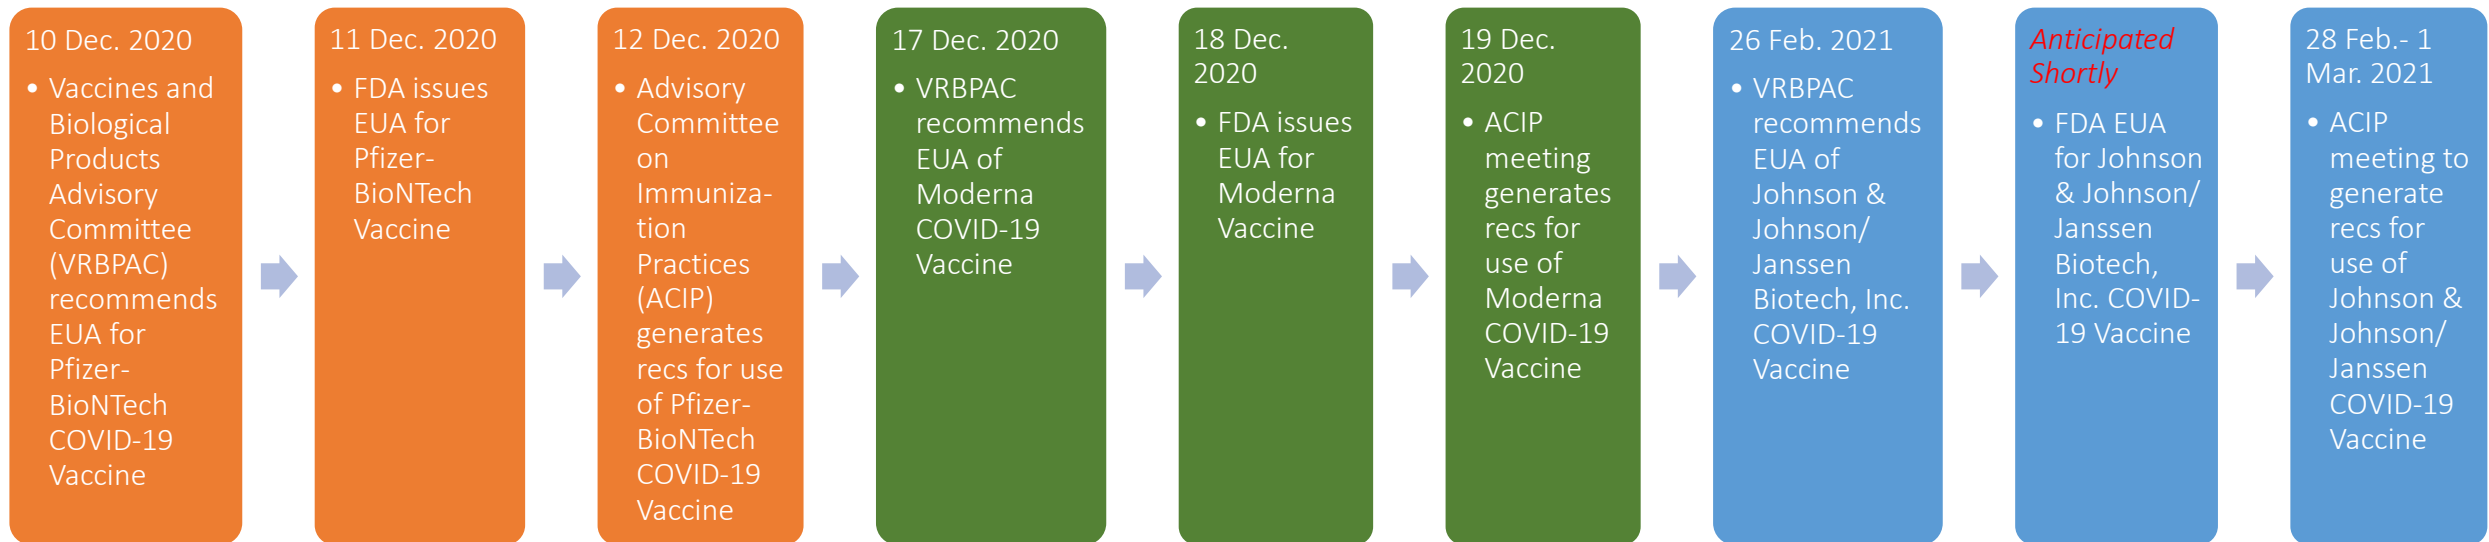 10 Dec. 2020
• Vaccines and
Biological
Products
Advisory
Committee
(VRBPAC)
recommends
EUA for
Pfizer-
BioNTech
COVID-19
Vaccine
11 Dec. 2020
• FDA issues
EUA for
Pfizer-
BioNTech
Vaccine
12 Dec. 2020
• Advisory
Committee
on
Immuniza-
tion
Practices
(ACIP)
generates
recs for use
of Pfizer-
BioNTech
COVID-19
Vaccine
17 Dec. 2020
• VRBPAC
recommends
EUA of
Moderna
COVID-19
Vaccine
18 Dec.
2020
• FDA issues
EUA for
Moderna
Vaccine
19 Dec.
2020
• ACIP
meeting
generates
recs for
use of
Moderna
COVID-19
Vaccine
26 Feb. 2021
• VRBPAC
recommends
EUA of
Johnson &
Johnson/
Janssen
Biotech, Inc.
COVID-19
Vaccine
Anticipated
Shortly
• FDA EUA
for Johnson
& Johnson/
Janssen
Biotech,
Inc. COVID-
19 Vaccine
28 Feb.- 1
Mar. 2021
• ACIP
meeting to
generate
recs for
use of
Johnson &
Johnson/
Janssen
COVID-19
Vaccine